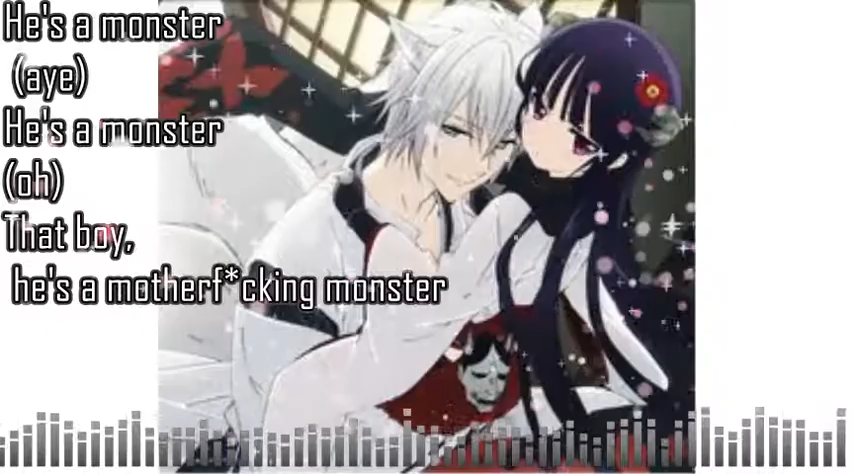 He's a monster
(aye)
He's a monster
(oh)
That boy,
he's a motherf*cking monster